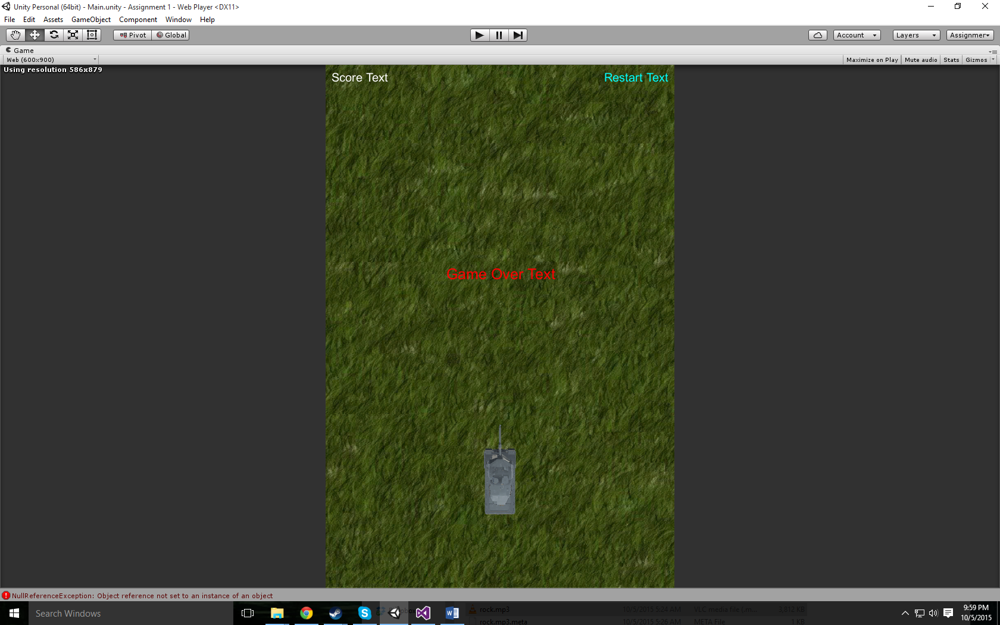 Unity Personal (64bit) - Main.unity - Assignment 1 - Web Player <DX11>
File Edit Assets GameObject Component Window Help
Pivot Global Account Layers Assignmer
Game
Web (600x900) Maximize on Play Mute audio Stats Gizmos
Using resolution 586x879
Score Text Restart Text
Game Over Text
NullReferenceException: Object reference not set to an instance of an object
Search Windows
rock.mp3 10/5/2015 5:24 AM VLC media file (.m... 3,812 KB
rock.mp3.meta 10/5/2015 5:26 AM META File 1 KB
9:59 PM
10/5/2015